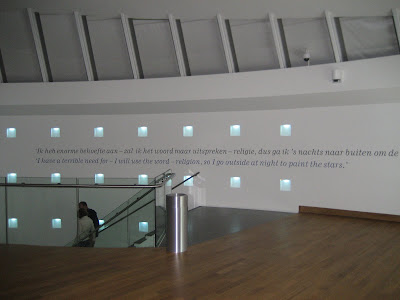 'Ik heb enorme behoefte aan – zal ik het woord maar uitspreken – religie, dus ga ik 's nachts naar buiten om de
'I have a terrible need for – I will use the word – religion, so I go outside at night to paint the stars.'